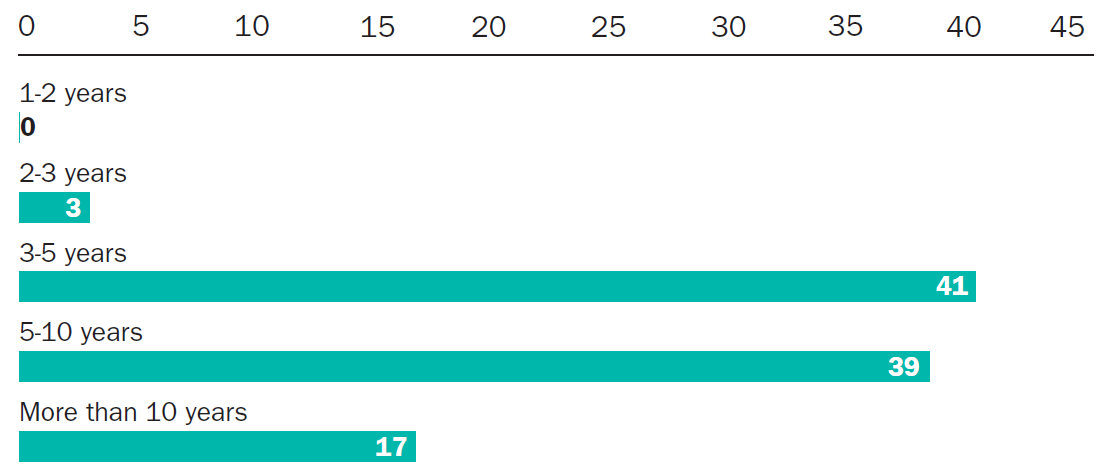 0 5 10 15 20 25 30 35 40 45
1-2 years
0
2-3 years
3
3-5 years
41
5-10 years
39
More than 10 years
17